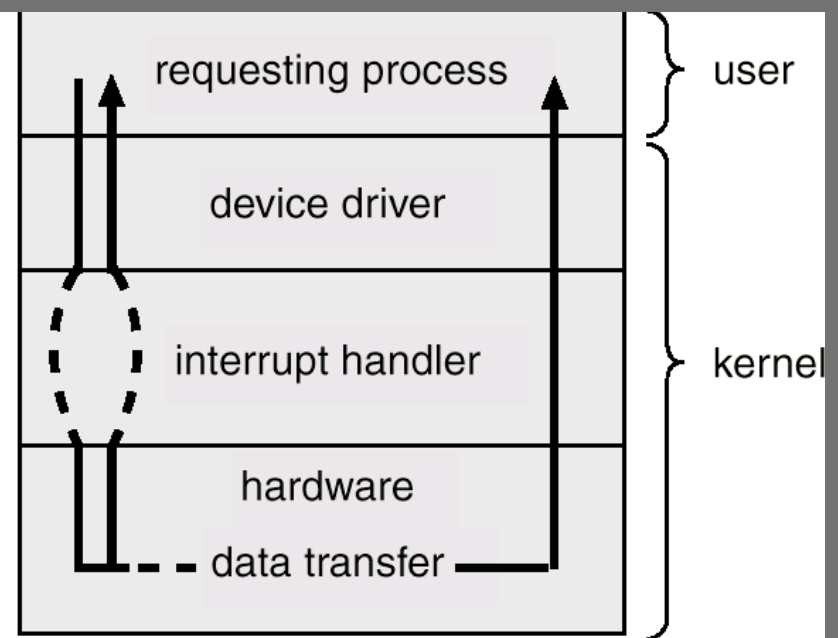 requesting process
user
device driver
interrupt handler
kernel
hardware
data transfer